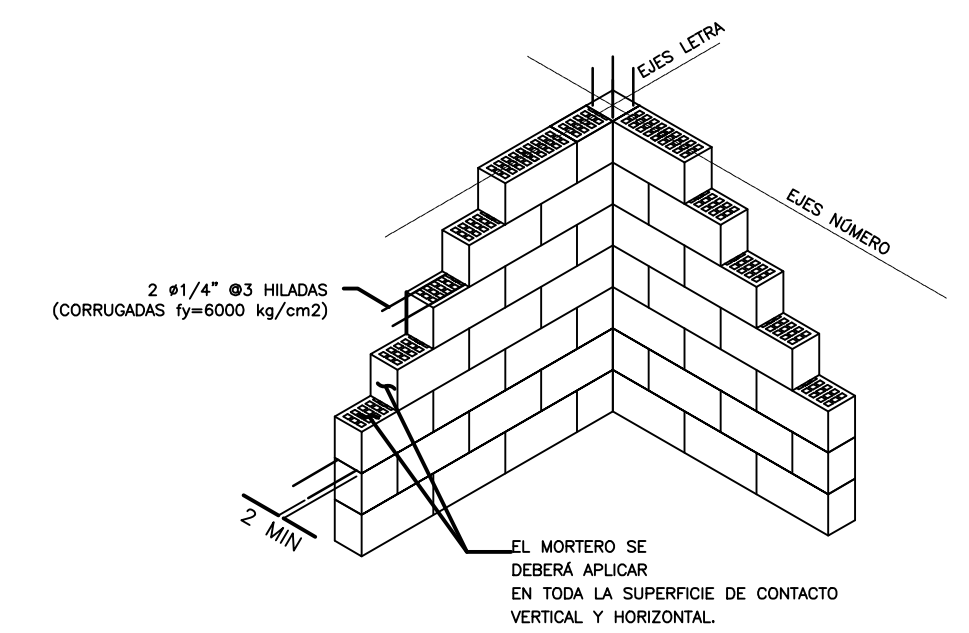 EJES LETRA
EJES NÚMERO
2 ø1/4" @3 HILADAS
(CORRUGADAS fy=6000 kg/cm2)
2 MIN
EL MORTERO SE
DEBERÁ APLICAR
EN TODA LA SUPERFICIE DE CONTACTO
VERTICAL Y HORIZONTAL.